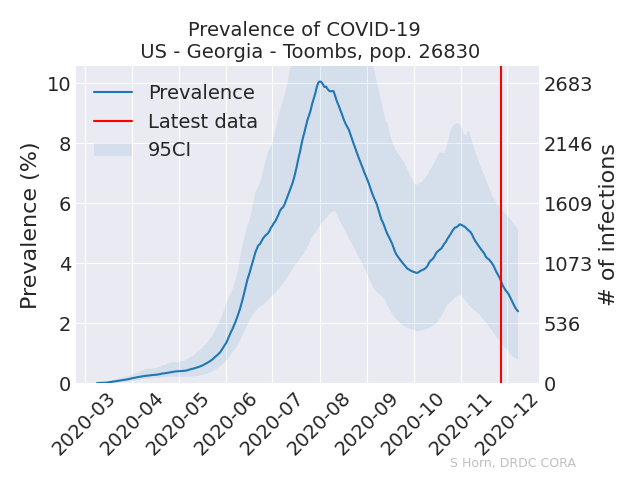 Prevalence of COVID-19
US - Georgia - Toombs, pop. 26830
Prevalence
Latest data
95CI
Prevalence (%)
10
8
6
4
2
0
2683
2146
1609
1073
536
0
# of infections
2020-03
2020-04
2020-05
2020-06
2020-07
2020-08
2020-09
2020-10
2020-11
2020-12
S Horn, DRDC CORA